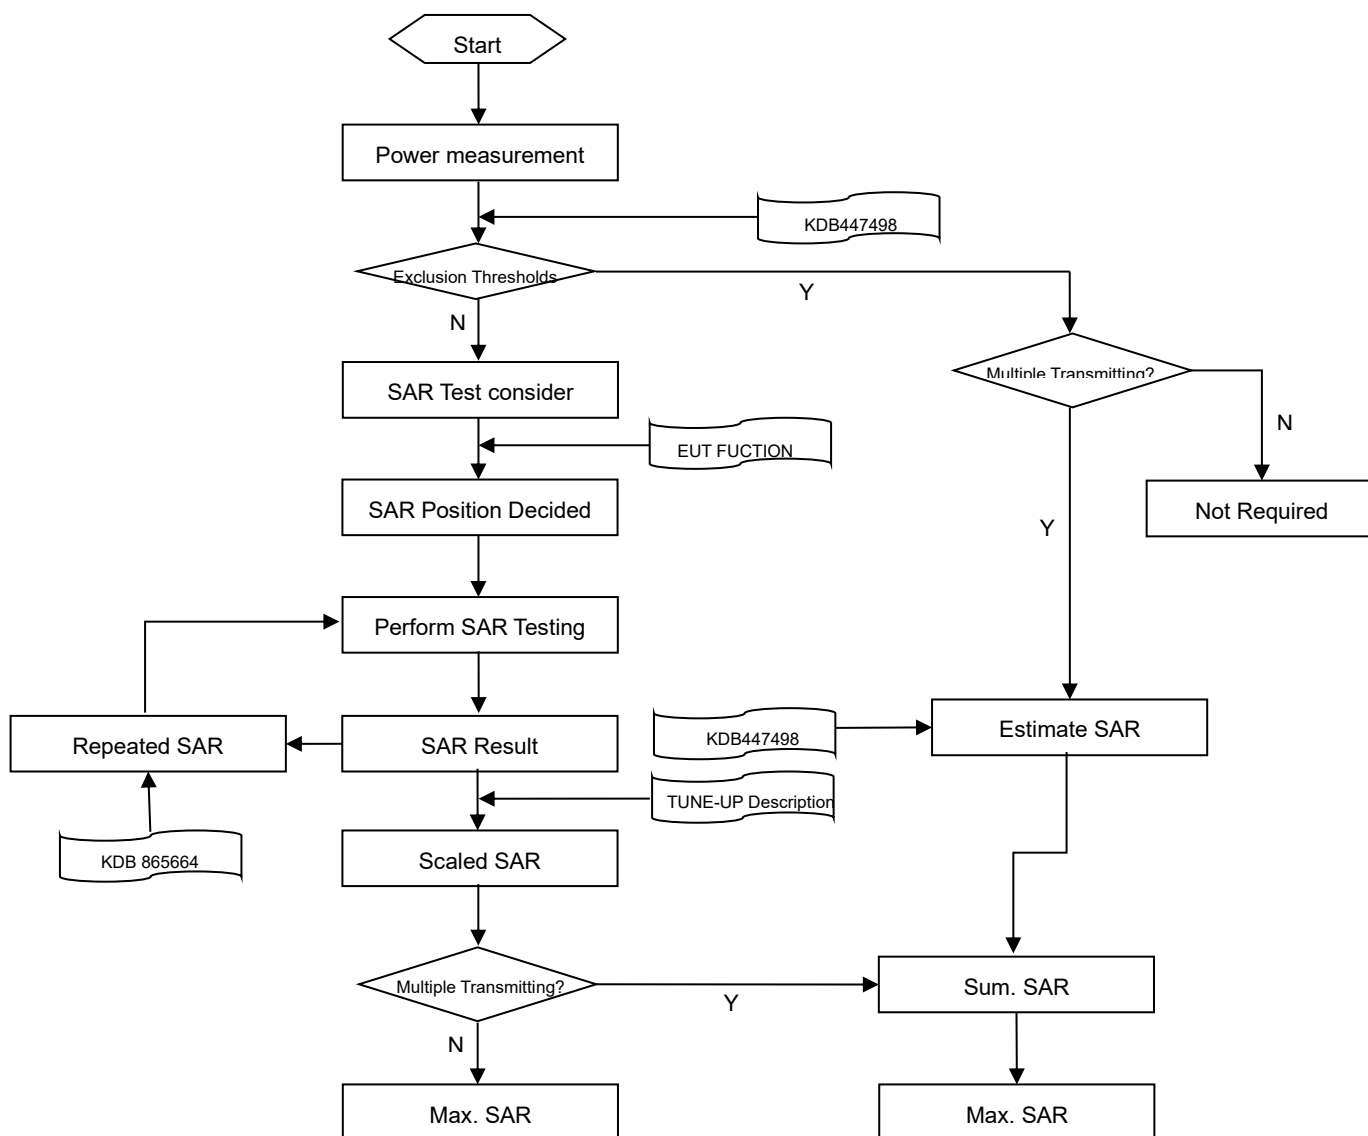 Start
Power measurement
KDB447498
Exclusion Thresholds
Y
N
Multiple Transmitting?
SAR Test consider
N
EUT FUCTION
SAR Position Decided
Not Required
Y
Perform SAR Testing
Repeated SAR
SAR Result
KDB447498
Estimate SAR
TUNE-UP Description
KDB 865664
Scaled SAR
Multiple Transmitting?
Y
Sum. SAR
N
Max. SAR
Max. SAR